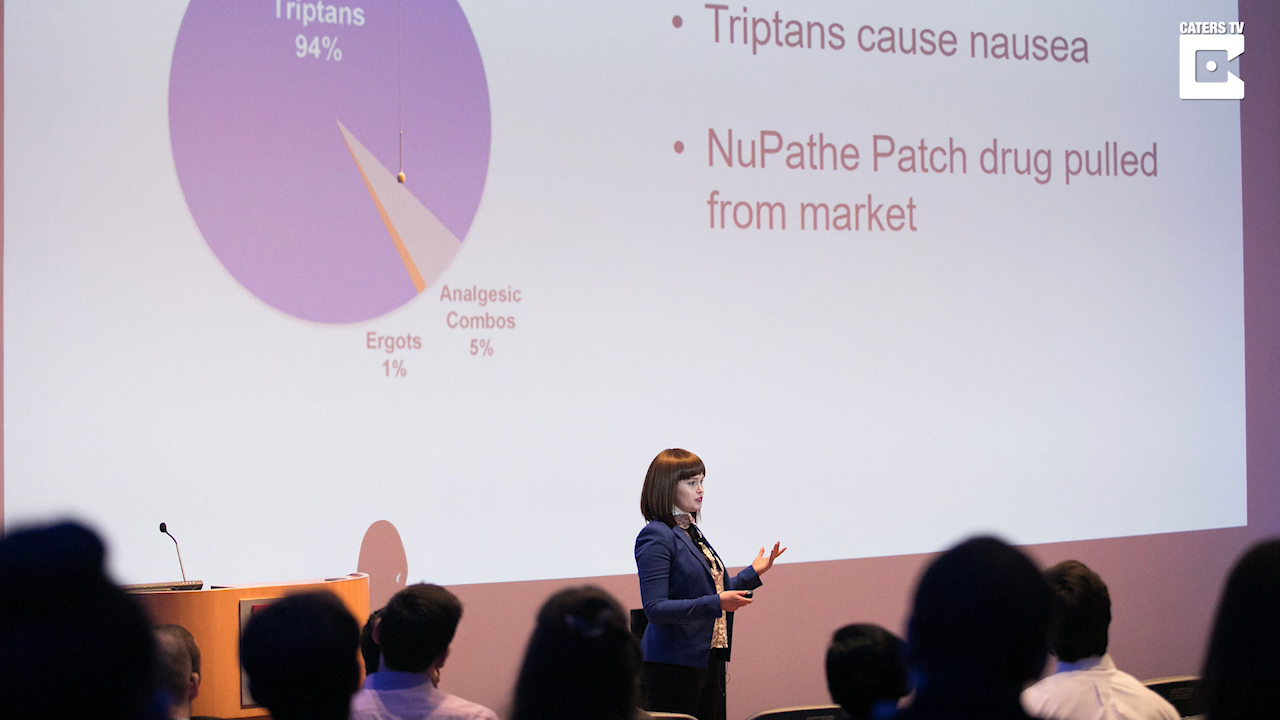 Triptans
94%
Ergots
1%
Analgesic
Combos
5%
• Triptans cause nausea
• NuPathe Patch drug pulled
from market
CATERS TV